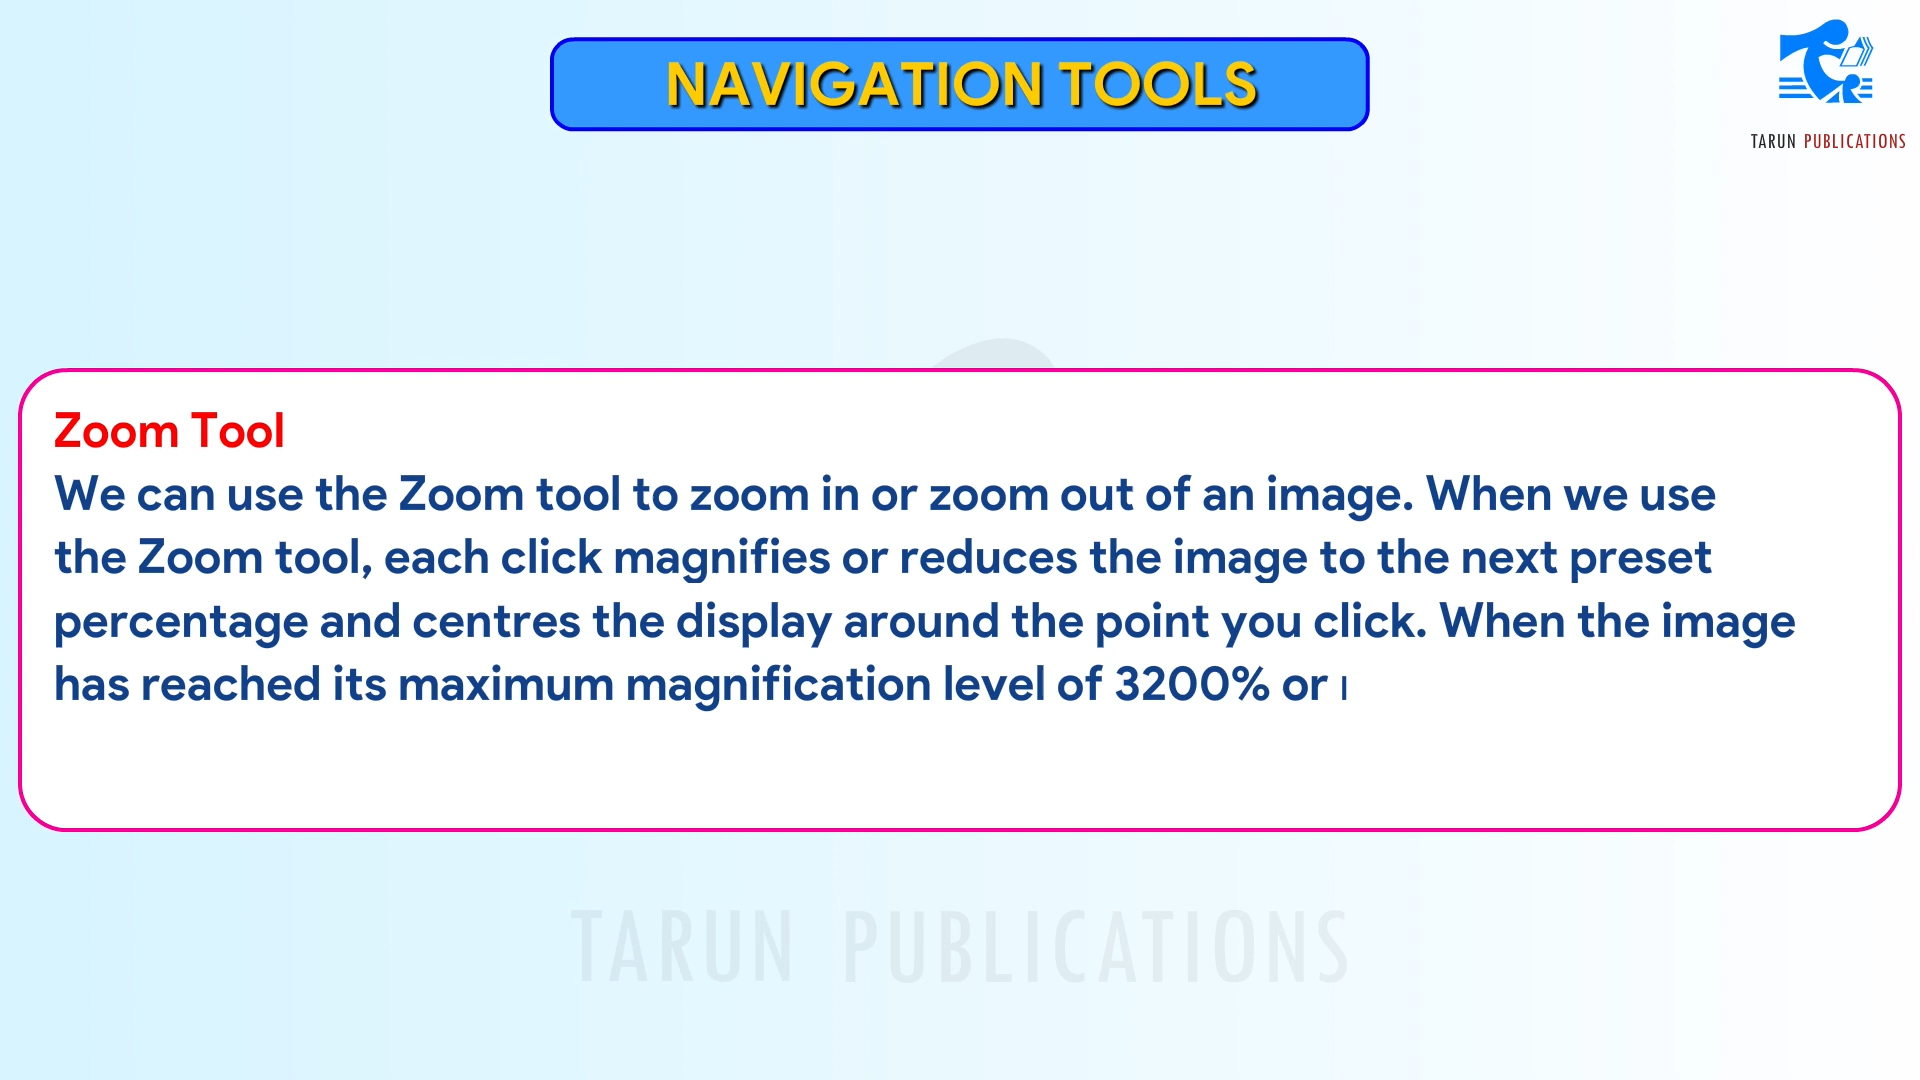 NAVIGATION TOOLS
TARUN PUBLICATIONS
Zoom Tool
We can use the Zoom tool to zoom in or zoom out of an image. When we use
the Zoom tool, each click magnifies or reduces the image to the next preset
percentage and centres the display around the point you click. When the image
has reached its maximum magnification level of 3200% or
TARUN PUBLICATIONS